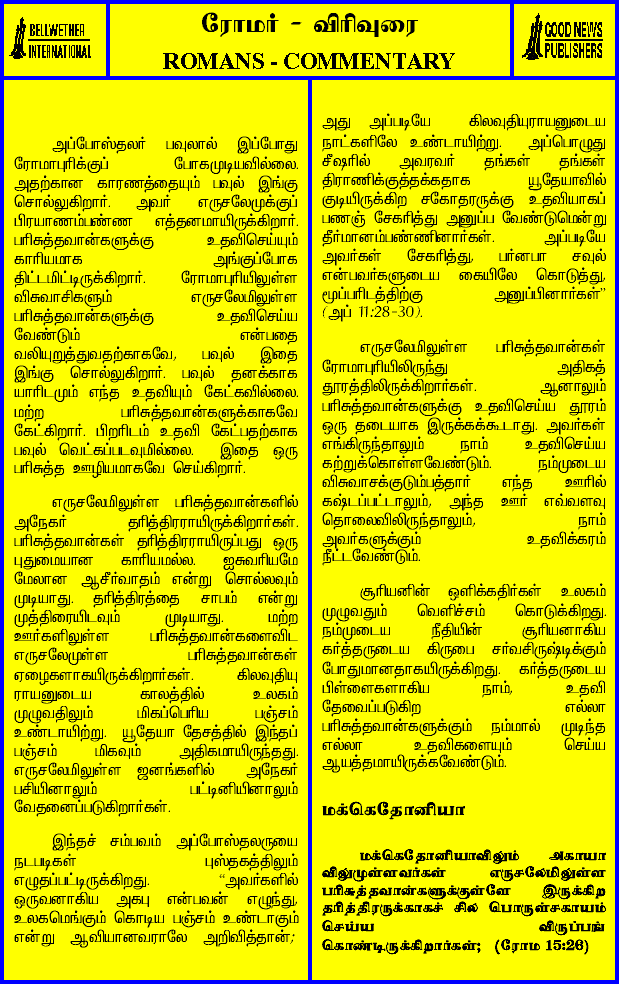 BELLWETHER
INTERNATIONAL
ரோமர் - விரிவுரை
ROMANS - COMMENTARY
GOOD NEWS
PUBLISHERS
அப்போஸ்தலர் பவுலால் இப்போது
ரோமாபுரிக்குப் போகமுடியவில்லை.
அதற்கான காரணத்தையும் பவுல் இங்கு
சொல்லுகிறார். அவர் எருசலேமுக்குப்
பிரயாணம்பண்ண எத்தனமாயிருக்கிறார்.
பரிசுத்தவான்களுக்கு உதவிசெய்யும்
காரியமாக அங்குப்போக
திட்டமிட்டிருக்கிறார். ரோமாபுரியிலுள்ள
விசுவாசிகளும் எருசலேமிலுள்ள
பரிசுத்தவான்களுக்கு உதவிசெய்ய
வேண்டும் என்பதை
வலியுறுத்துவதற்காகவே, பவுல் இதை
இங்கு சொல்லுகிறார். பவுல் தனக்காக
யாரிடமும் எந்த உதவியும் கேட்கவில்லை.
மற்ற பரிசுத்தவான்களுக்காகவே
கேட்கிறார். பிறரிடம் உதவி கேட்பதற்காக
பவுல் வெட்கப்படவுமில்லை. இதை ஒரு
பரிசுத்த ஊழியமாகவே செய்கிறார்.
எருசலேமிலுள்ள பரிசுத்தவான்களில்
அநேகர் தரித்திரராயிருக்கிறார்கள்.
பரிசுத்தவான்கள் தரித்திரராயிருப்பது ஒரு
புதுமையான காரியமல்ல. ஐசுவரியமே
மேலான ஆசீர்வாதம் என்று சொல்லவும்
முடியாது. தரித்திரத்தை சாபம் என்று
முத்திரையிடவும் முடியாது. மற்ற
ஊர்களிலுள்ள பரிசுத்தவான்களைவிட
எருசலேமுள்ள பரிசுத்தவான்கள்
ஏழைகளாகயிருக்கிறார்கள். கிலவுதியு
ராயனுடைய காலத்தில் உலகம்
முழுவதிலும் மிகப்பெரிய பஞ்சம்
உண்டாயிற்று. யூதேயா தேசத்தில் இந்தப்
பஞ்சம் மிகவும் அதிகமாயிருந்தது.
எருசலேமிலுள்ள ஜனங்களில் அநேகர்
பசியினாலும் பட்டினியினாலும்
வேதனைப்படுகிறார்கள்.
இந்தச் சம்பவம் அப்போஸ்தலருயை
நடபடிகள் புஸ்தகத்திலும்
எழுதப்பட்டிருக்கிறது. “அவர்களில்
ஒருவனாகிய அகபு என்பவன் எழுந்து,
உலகமெங்கும் கொடிய பஞ்சம் உண்டாகும்
என்று ஆவியானவராலே அறிவித்தான்;
அது அப்படியே கிலவுதியுராயனுடைய
நாட்களிலே உண்டாயிற்று. அப்பொழுது
சீஷரில் அவரவர் தங்கள் தங்கள்
திராணிக்குத்தக்கதாக யூதேயாவில்
குடியிருக்கிற சகோதரருக்கு உதவியாகப்
பணஞ் சேகரித்து அனுப்ப வேண்டுமென்று
தீர்மானம்பண்ணினார்கள். அப்படியே
அவர்கள் சேகரித்து, பர்னபா சவுல்
என்பவர்களுடைய கையிலே கொடுத்து,
மூப்பரிடத்திற்கு அனுப்பினார்கள்”
(அப் 11:28-30).
எருசலேமிலுள்ள பரிசுத்தவான்கள்
ரோமாபுரியிலிருந்து அதிகத்
தூரத்திலிருக்கிறார்கள். ஆனாலும்
பரிசுத்தவான்களுக்கு உதவிசெய்ய தூரம்
ஒரு தடையாக இருக்கக்கூடாது. அவர்கள்
எங்கிருந்தாலும் நாம் உதவிசெய்ய
கற்றுக்கொள்ளவேண்டும். நம்முடைய
விசுவாசக்குடும்பத்தார் எந்த ஊரில்
கஷ்டப்பட்டாலும், அந்த ஊர் எவ்வளவு
தொலைவிலிருந்தாலும், நாம்
அவர்களுக்கும் உதவிக்கரம்
நீட்டவேண்டும்.
சூரியனின் ஒளிக்கதிர்கள் உலகம்
முழுவதும் வெளிச்சம் கொடுக்கிறது.
நம்முடைய நீதியின் சூரியனாகிய
கர்த்தருடைய கிருபை சர்வசிருஷ்டிக்கும்
போதுமானதாகயிருக்கிறது. கர்த்தருடைய
பிள்ளைகளாகிய நாம், உதவி
தேவைப்படுகிற எல்லா
பரிசுத்தவான்களுக்கும் நம்மால் முடிந்த
எல்லா உதவிகளையும் செய்ய
ஆயத்தமாயிருக்கவேண்டும்.
மக்கெதோனியா
மக்கெதோனியாவிலும் அகாயா
விலுமுள்ளவர்கள் எருசலேமிலுள்ள
பரிசுத்தவான்களுக்குள்ளே இருக்கிற
தரித்திரருக்காகச் சில பொருள்சகாயம்
செய்ய விருப்பங்
கொண்டிருக்கிறார்கள்; (ரோம 15:26)